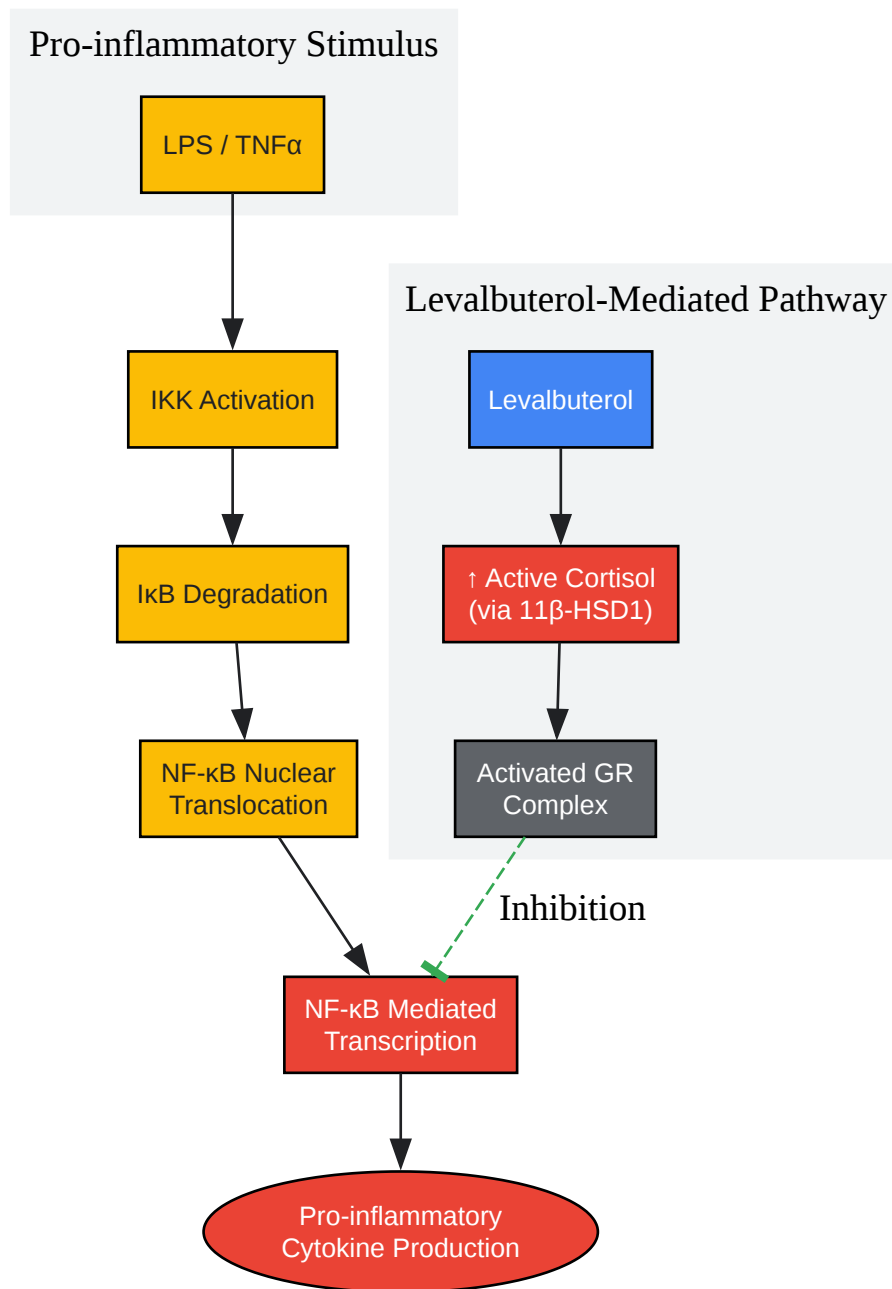 Pro-inflammatory Stimulus
LPS / TNFα
Levalbuterol-Mediated Pathway
IKK Activation
Levalbuterol
IκB Degradation
↑ Active Cortisol
(via 11β-HSD1)
NF-κB Nuclear
Translocation
Activated GR
Complex
Inhibition
NF-κB Mediated
Transcription
Pro-inflammatory
Cytokine Production